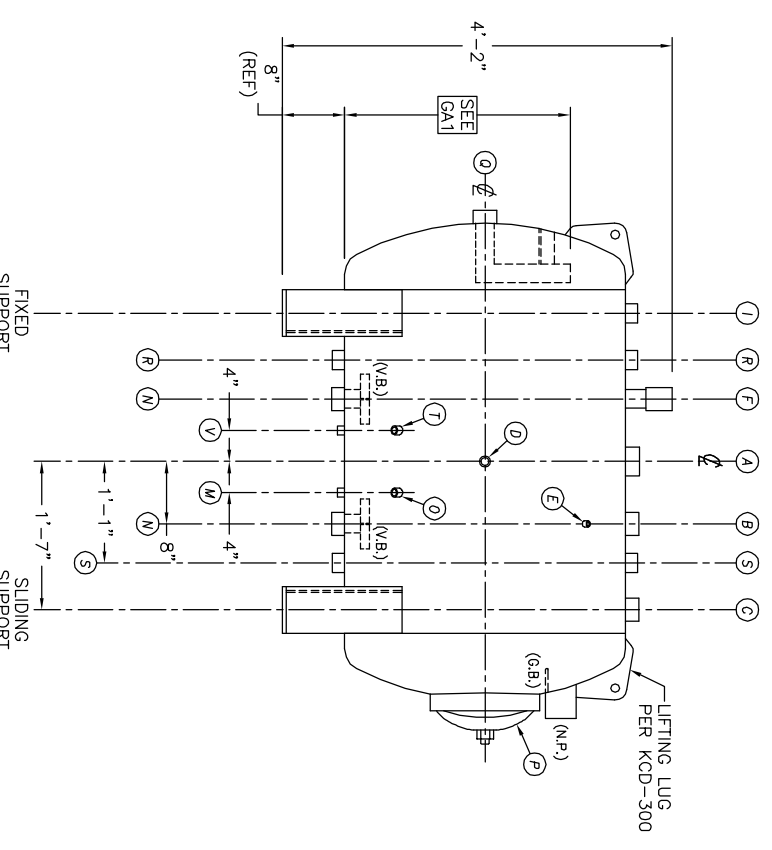 4'-2"
8"
(REF)
SEE
GA1
Q
℄
I
R
F
℄
A
B
S
C
(V.B.)
R
N
4"
V
T
D
M
4"
O
E
N
8"
(V.B.)
1'-1"
S
1'-7"
FIXED
SUPPORT
SLIDING
SUPPORT
(G.B.)
(N.P.)
P
LIFTING LUG
PER KCD-300